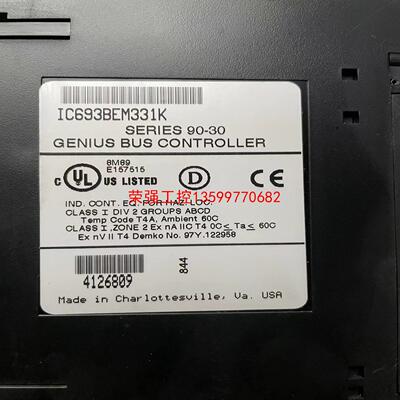 IC693BEM331K
SERIES 90-30
GENIUS BUS CONTROLLER
8M89
E157515
C UL US LISTED D
荣强工控13599770682
IND. CONT. EQ. FOR HAZ. LOC.
CLASS I DIV 2 GROUPS ABCD
Temp Code T4A, Ambient 60C
CLASS I, ZONE 2 Ex nA IIC T4 0C≤ Ta≤ 60C
Ex nV II T4 Demko No. 97Y.122958
4126809
844
Made in Charlottesville, Va. USA